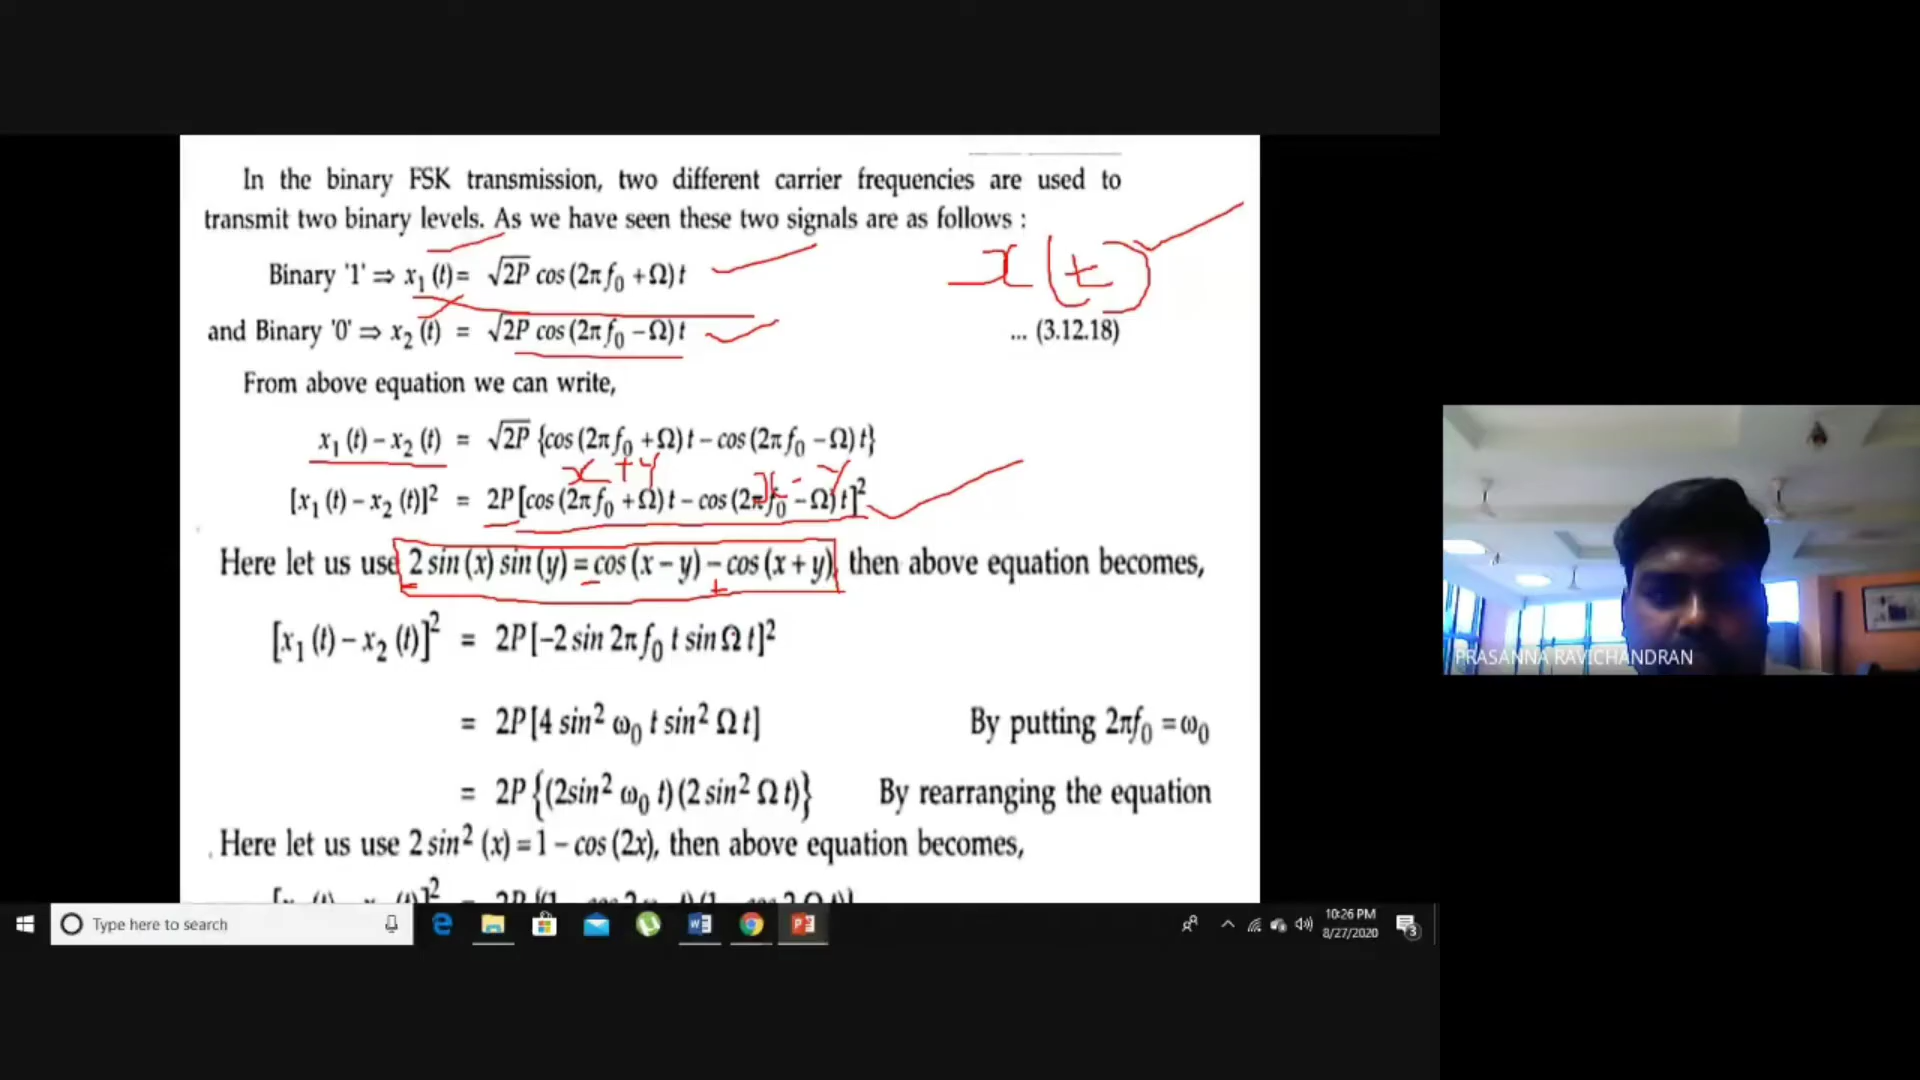 In the binary FSK transmission, two different carrier frequencies are used to
transmit two binary levels. As we have seen these two signals are as follows :
Binary '1' ⇒ x₁ (t) = √2P cos (2π f₀ + Ω) t
x(t)
and Binary '0' ⇒ x₂ (t) = √2P cos (2π f₀ − Ω) t ... (3.12.18)
From above equation we can write,
x₁ (t) − x₂ (t) = √2P {cos (2π f₀ + Ω) t − cos (2π f₀ − Ω) t}
x + y x - y
[x₁ (t) − x₂ (t)]² = 2P [cos (2π f₀ + Ω) t − cos (2π f₀ − Ω) t]²
Here let us use 2 sin (x) sin (y) = cos (x − y) − cos (x + y), then above equation becomes,
- +
[x₁ (t) − x₂ (t)]² = 2P [−2 sin 2π f₀ t sin Ω t]²
= 2P [4 sin² ω₀ t sin² Ω t] By putting 2πf₀ = ω₀
= 2P {(2sin² ω₀ t) (2 sin² Ω t)} By rearranging the equation
Here let us use 2 sin² (x) = 1 − cos (2x), then above equation becomes,
PRASANNA RAVICHANDRAN
Type here to search
10:26 PM
8/27/2020
3